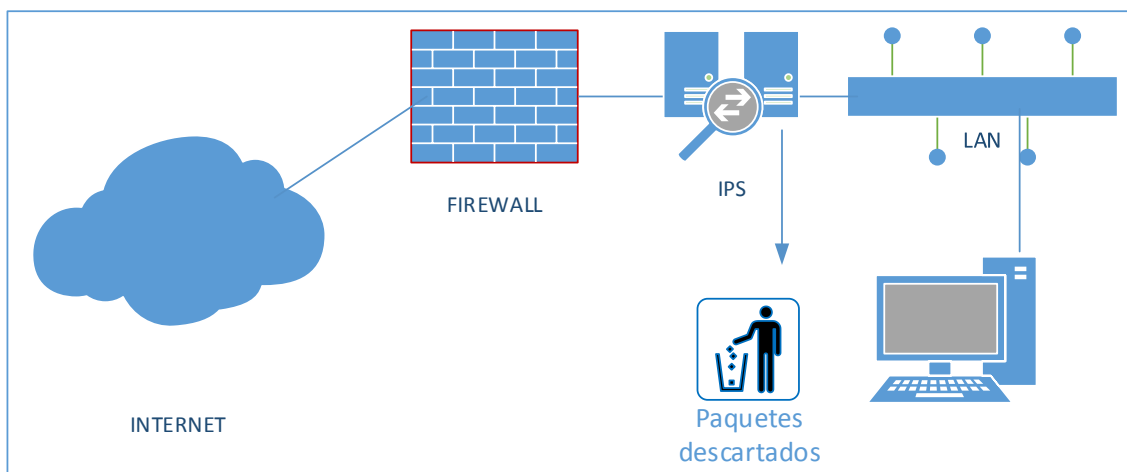 FIREWALL
IPS
LAN
INTERNET
Paquetes
descartados